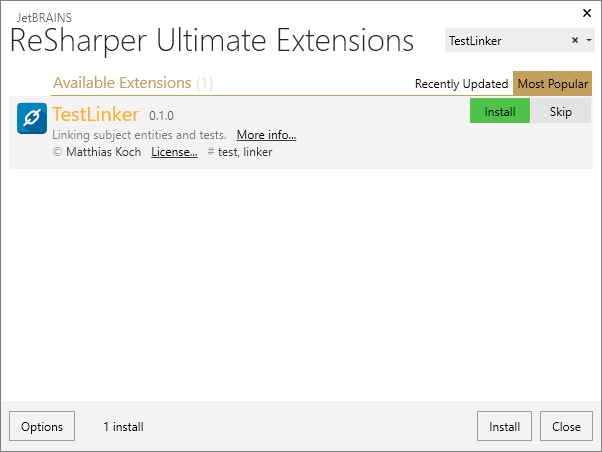 JetBRAINS
ReSharper Ultimate Extensions
TestLinker
Available Extensions (1)
Recently Updated
Most Popular
TestLinker 0.1.0
Install
Skip
Linking subject entities and tests. More info...
© Matthias Koch License... # test, linker
Options
1 install
Install
Close